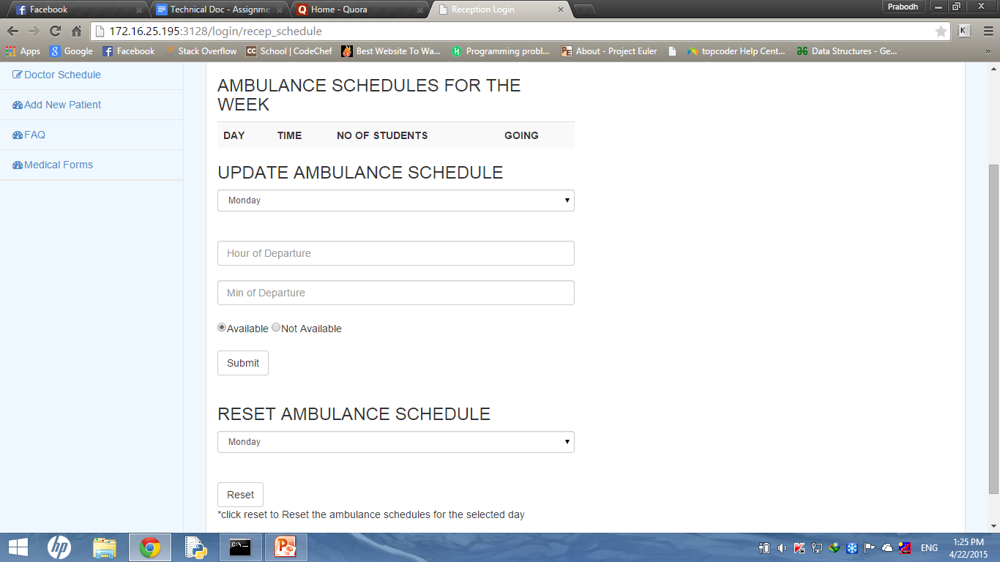 Facebook
Technical Doc - Assignme
Home - Quora
Reception Login
Prabodh
172.16.25.195:3128/login/recep_schedule
K
Apps
Google
Facebook
Stack Overflow
CC School | CodeChef
Best Website To Wa...
Programming probl...
About - Project Euler
topcoder Help Cent...
Data Structures - Ge...
»
Doctor Schedule
Add New Patient
FAQ
Medical Forms
AMBULANCE SCHEDULES FOR THE
WEEK
DAY TIME NO OF STUDENTS GOING
UPDATE AMBULANCE SCHEDULE
Monday
Hour of Departure
Min of Departure
Available Not Available
Submit
RESET AMBULANCE SCHEDULE
Monday
Reset
*click reset to Reset the ambulance schedules for the selected day
hp
C:\
ENG
1:25 PM
4/22/2015